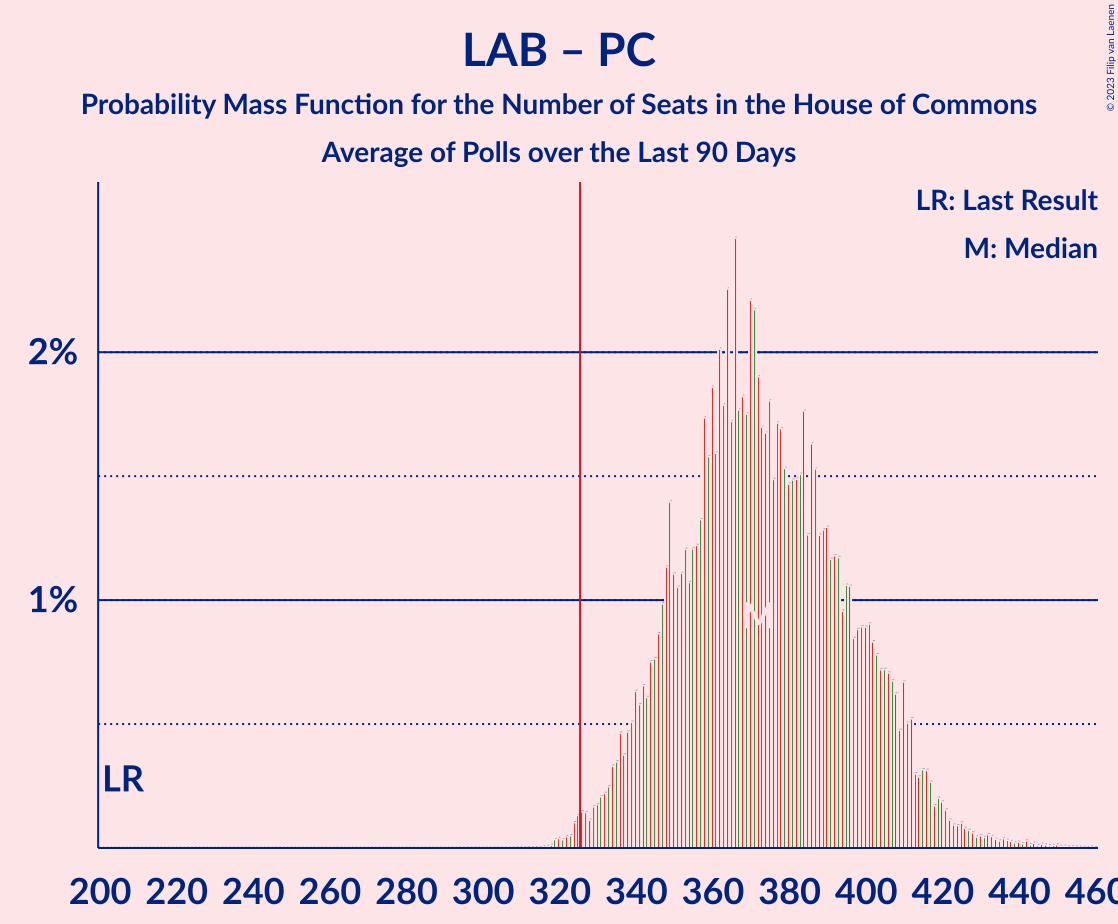 LAB – PC
Probability Mass Function for the Number of Seats in the House of Commons
Average of Polls over the Last 90 Days
© 2023 Filip van Laenen
LR: Last Result
M: Median
2%
1%
LR
M
200 220 240 260 280 300 320 340 360 380 400 420 440 460